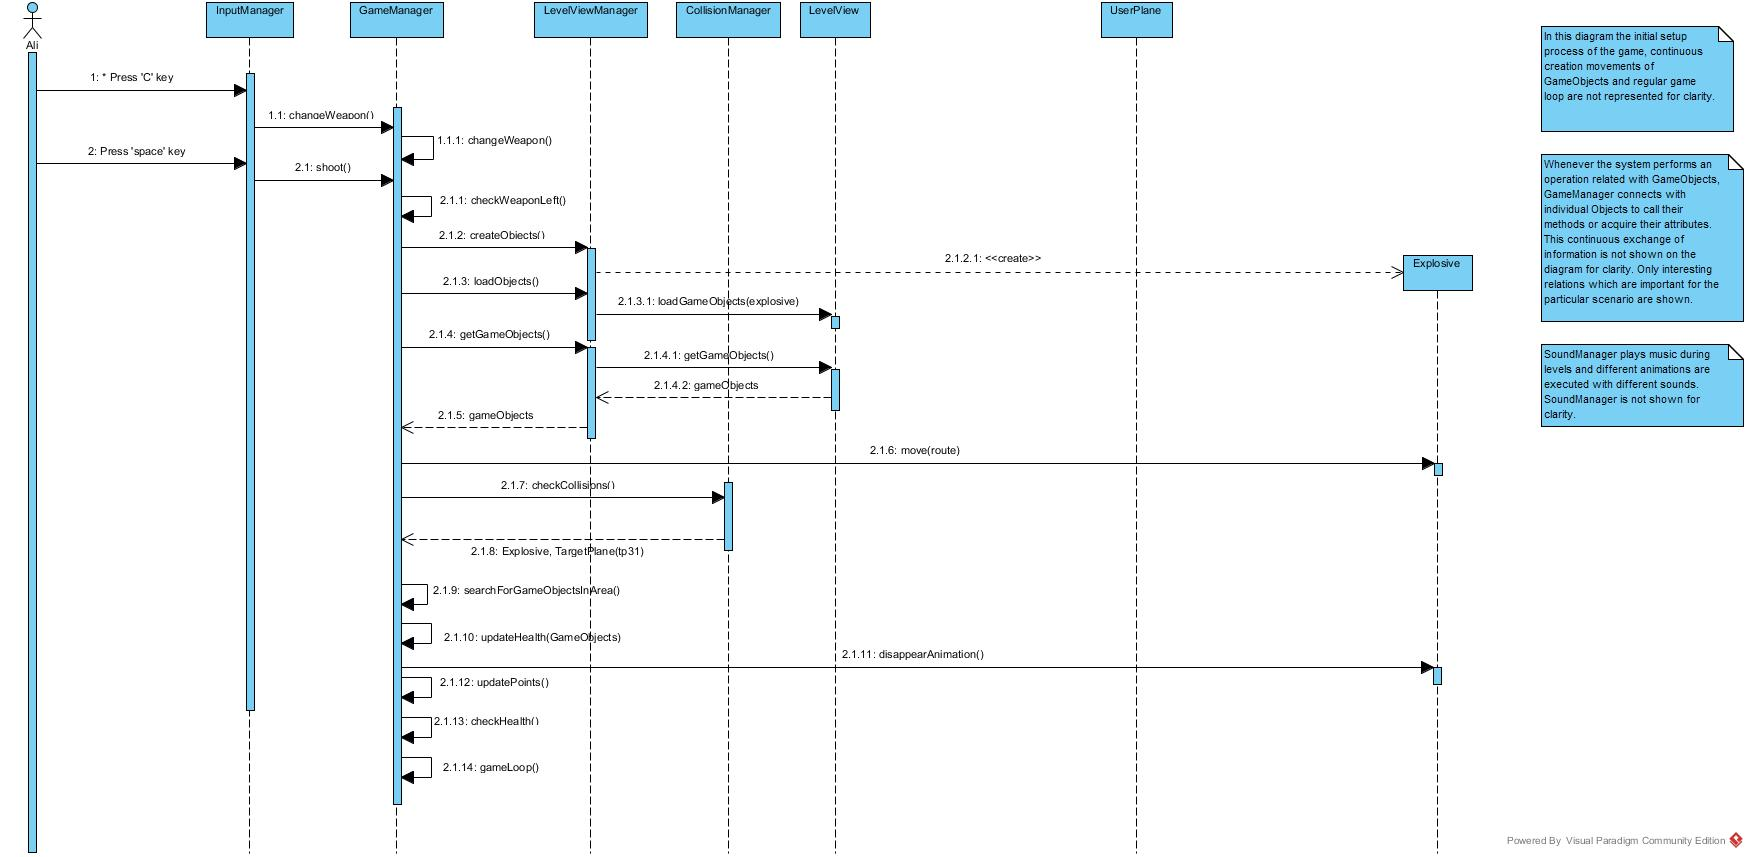 InputManager
GameManager
LevelViewManager
CollisionManager
LevelView
UserPlane
Ali
1: * Press 'C' key
1.1: changeWeapon()
1.1.1: changeWeapon()
2: Press 'space' key
2.1: shoot()
2.1.1: checkWeaponLeft()
2.1.2: createObjects()
2.1.2.1: <<create>>
Explosive
2.1.3: loadObjects()
2.1.3.1: loadGameObjects(explosive)
2.1.4: getGameObjects()
2.1.4.1: getGameObjects()
2.1.4.2: gameObjects
2.1.5: gameObjects
2.1.6: move(route)
2.1.7: checkCollisions()
2.1.8: Explosive, TargetPlane(tp31)
2.1.9: searchForGameObjectsInArea()
2.1.10: updateHealth(GameObjects)
2.1.11: disappearAnimation()
2.1.12: updatePoints()
2.1.13: checkHealth()
2.1.14: gameLoop()
In this diagram the initial setup
process of the game, continuous
creation movements of
GameObjects and regular game
loop are not represented for clarity.
Whenever the system performs an
operation related with GameObjects,
GameManager connects with
individual Objects to call their
methods or acquire their attributes.
This continuous exchange of
information is not shown on the
diagram for clarity. Only interesting
relations which are important for the
particular scenario are shown.
SoundManager plays music during
levels and different animations are
executed with different sounds.
SoundManager is not shown for
clarity.
Powered By Visual Paradigm Community Edition